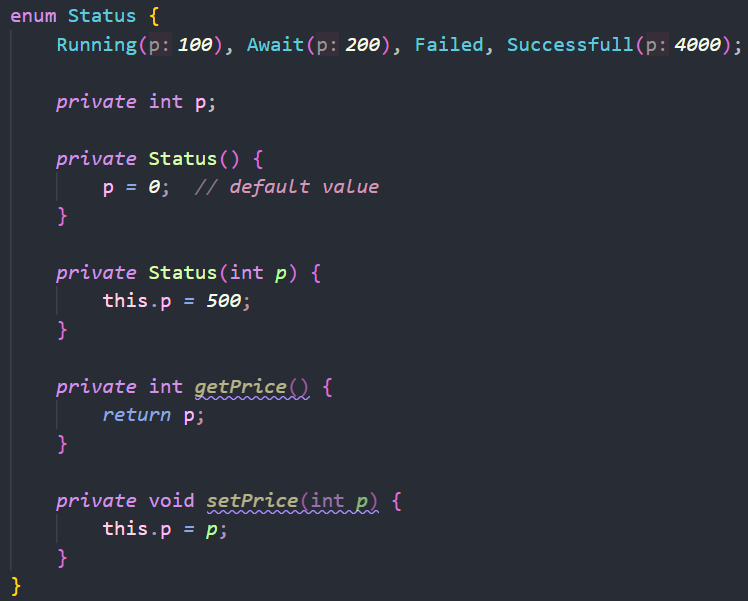 enum Status {
    Running(p: 100), Await(p: 200), Failed, Successfull(p: 4000);
    private int p;
    private Status() {
        p = 0;  // default value
    }
    private Status(int p) {
        this.p = 500;
    }
    private int getPrice() {
        return p;
    }
    private void setPrice(int p) {
        this.p = p;
    }
}